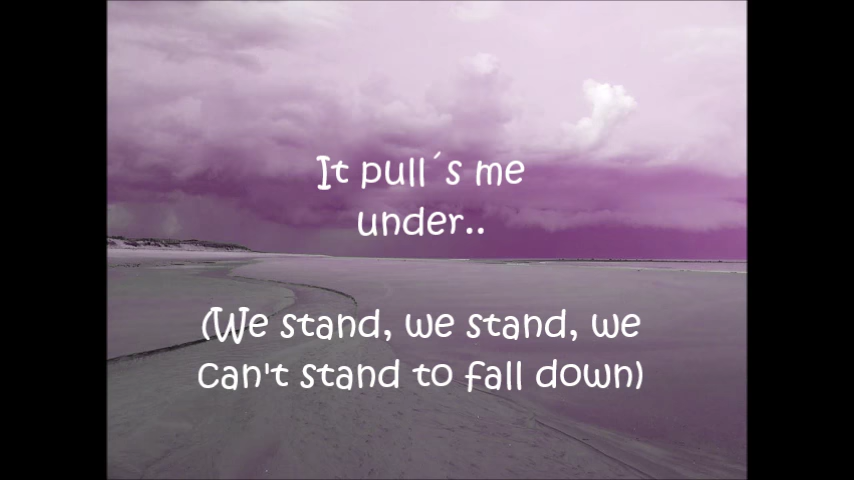 It pull´s me
under..
(We stand, we stand, we
can't stand to fall down)